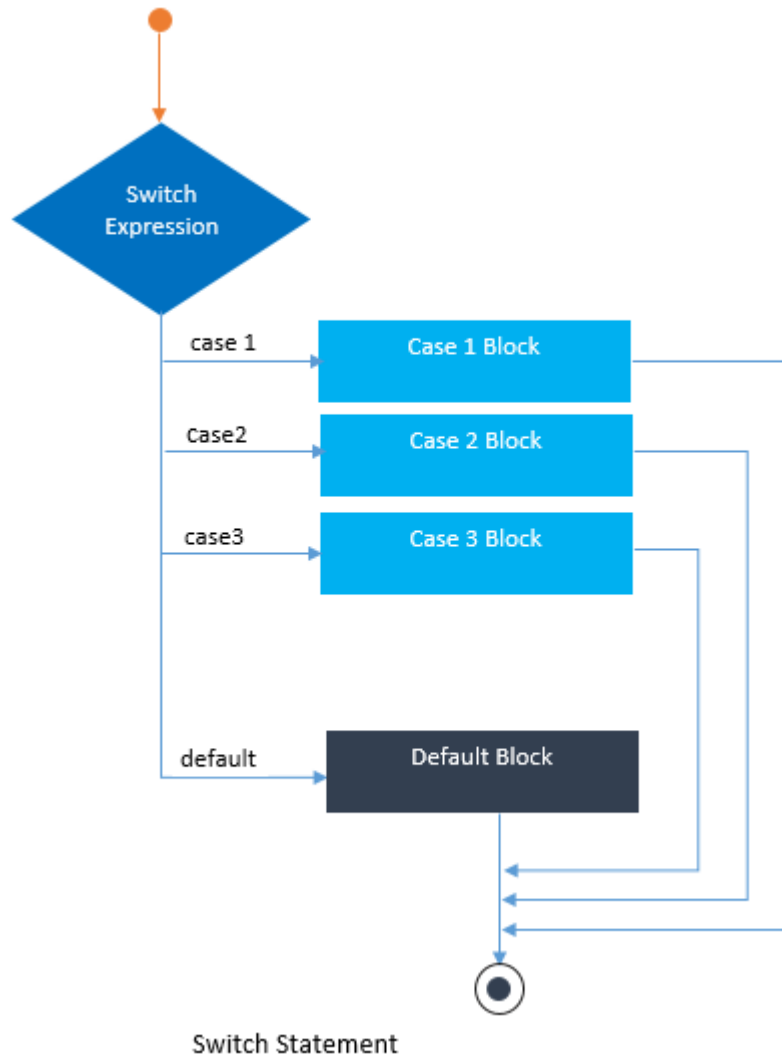 Switch
Expression
case 1
Case 1 Block
case2
Case 2 Block
case3
Case 3 Block
default
Default Block
Switch Statement